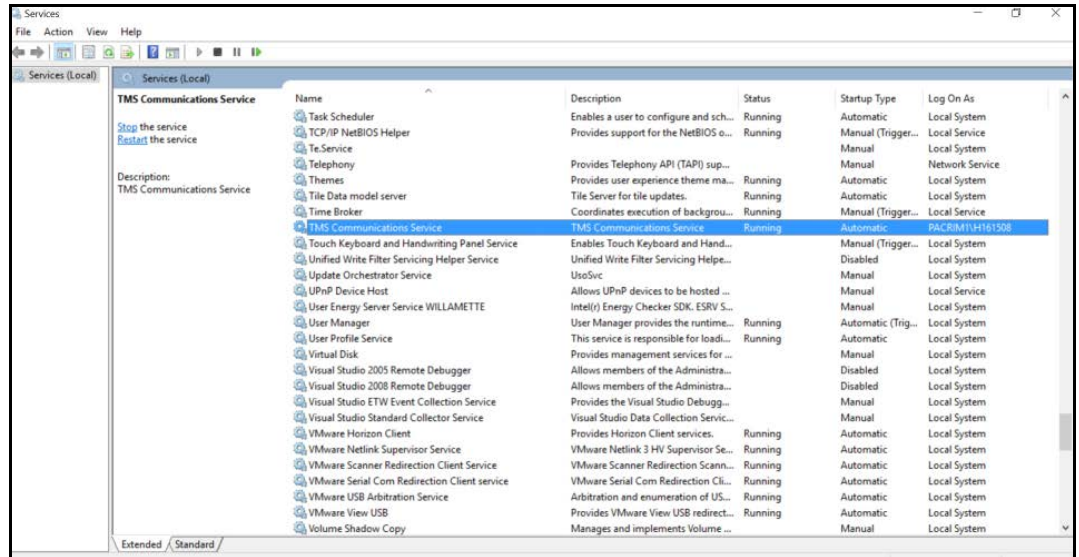 Services
File Action View Help
Services (Local)
Services (Local)
TMS Communications Service
Stop the service
Restart the service
Description:
TMS Communications Service
Name Description Status Startup Type Log On As
Task Scheduler Enables a user to configure and sch... Running Automatic Local System
TCP/IP NetBIOS Helper Provides support for the NetBIOS o... Running Manual (Trigger... Local Service
Te.Service Manual Local System
Telephony Provides Telephony API (TAPI) sup... Manual Network Service
Themes Provides user experience theme ma... Running Automatic Local System
Tile Data model server Tile Server for tile updates. Running Automatic Local System
Time Broker Coordinates execution of backgrou... Running Manual (Trigger... Local Service
TMS Communications Service TMS Communications Service Running Automatic PACRIM1\H161508
Touch Keyboard and Handwriting Panel Service Enables Touch Keyboard and Hand... Manual (Trigger... Local System
Unified Write Filter Servicing Helper Service Unified Write Filter Servicing Helpe... Disabled Local System
Update Orchestrator Service UsoSvc Manual Local System
UPnP Device Host Allows UPnP devices to be hosted ... Manual Local Service
User Energy Server Service WILLAMETTE Intel(r) Energy Checker SDK. ESRV S... Manual Local System
User Manager User Manager provides the runtime... Running Automatic (Trig... Local System
User Profile Service This service is responsible for loadi... Running Automatic Local System
Virtual Disk Provides management services for ... Manual Local System
Visual Studio 2005 Remote Debugger Allows members of the Administra... Disabled Local System
Visual Studio 2008 Remote Debugger Allows members of the Administra... Disabled Local System
Visual Studio ETW Event Collection Service Provides the Visual Studio Debugg... Manual Local System
Visual Studio Standard Collector Service Visual Studio Data Collection Servic... Manual Local System
VMware Horizon Client Provides Horizon Client services. Running Automatic Local System
VMware Netlink Supervisor Service VMware Netlink 3 HV Supervisor Se... Running Automatic Local System
VMware Scanner Redirection Client Service VMware Scanner Redirection Scann... Running Automatic Local System
VMware Serial Com Redirection Client service VMware Serial Com Redirection Cli... Running Automatic Local System
VMware USB Arbitration Service Arbitration and enumeration of US... Running Automatic Local System
VMware View USB Provides VMware View USB redirect... Running Automatic Local System
Volume Shadow Copy Manages and implements Volume ... Manual Local System
Extended Standard